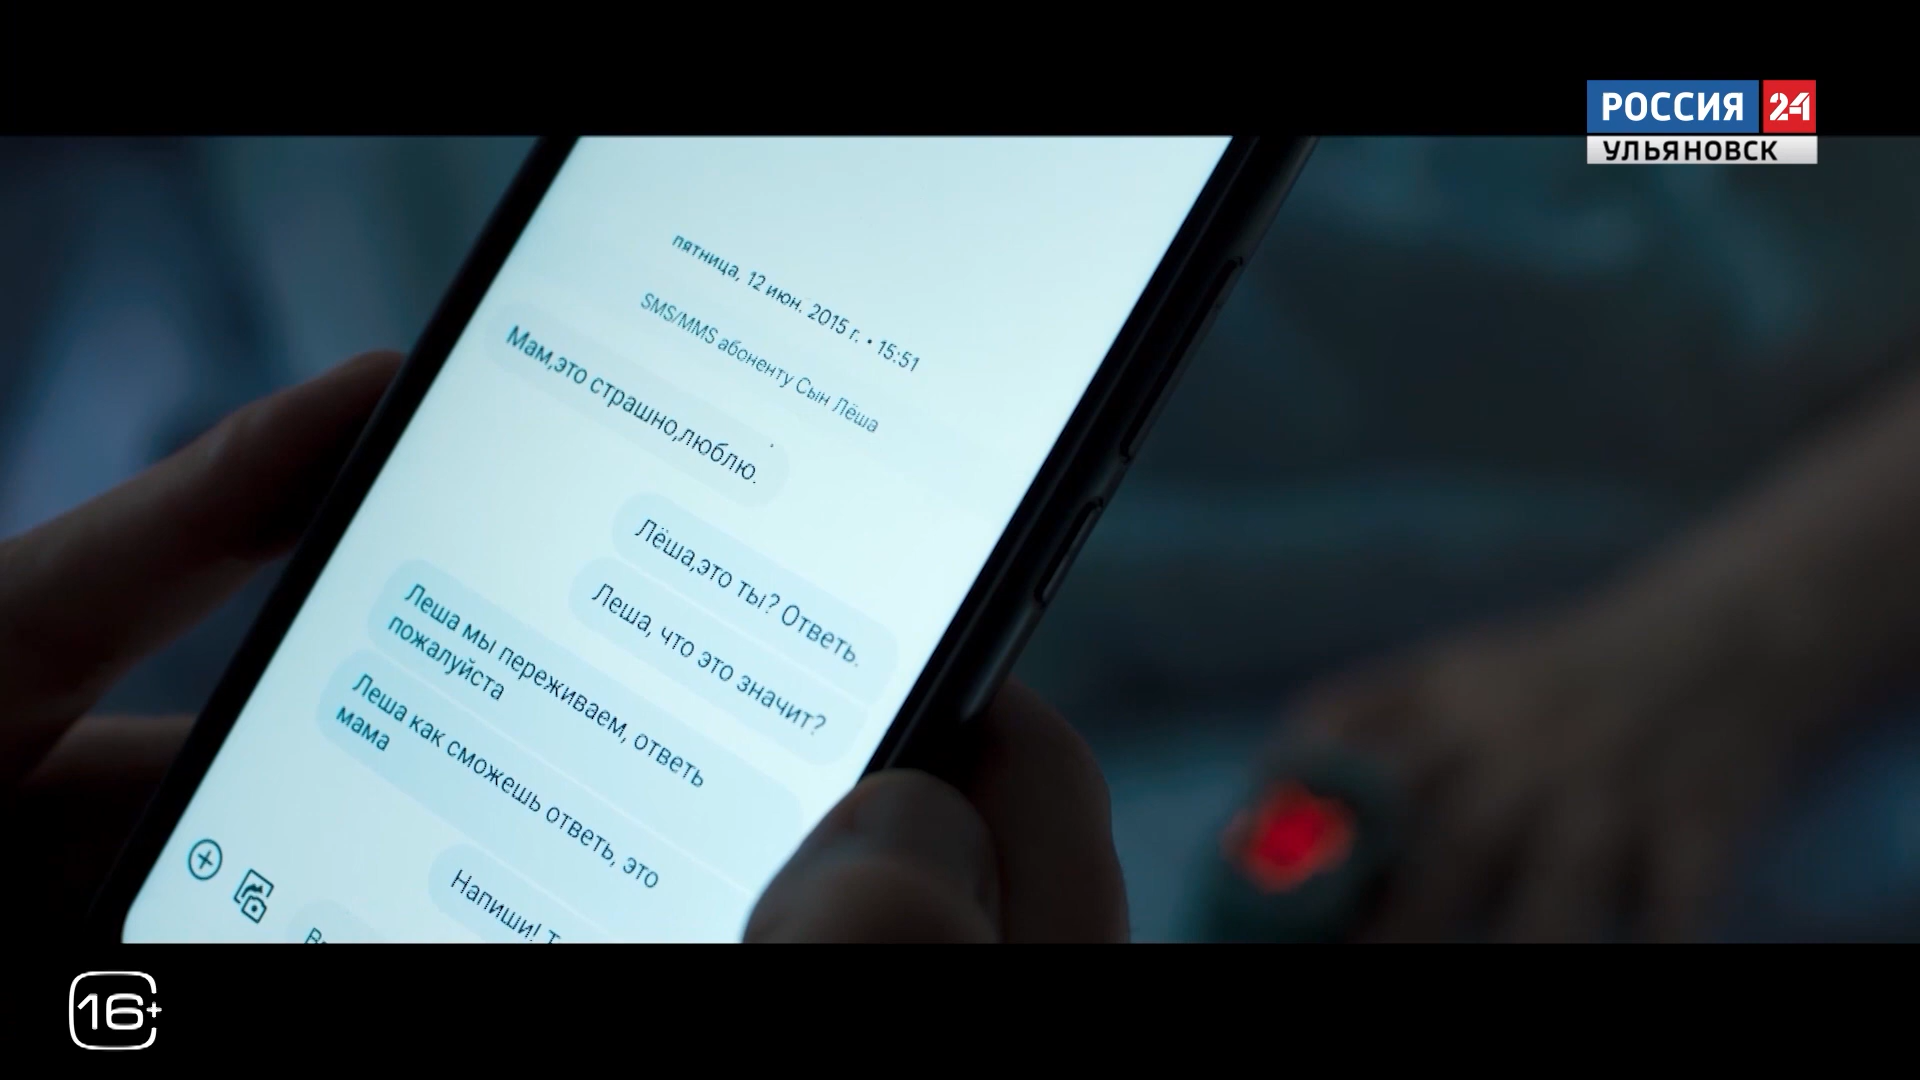 РОССИЯ 24
УЛЬЯНОВСК
пятница, 12 июн. 2015 г. • 15:51
SMS/MMS абоненту Сын Лёша
Мам,это страшно,люблю.
Лёша,это ты? Ответь.
Леша, что это значит?
Леша мы переживаем, ответь
пожалуйста
Леша как сможешь ответь, это
мама
Напиши!
16+